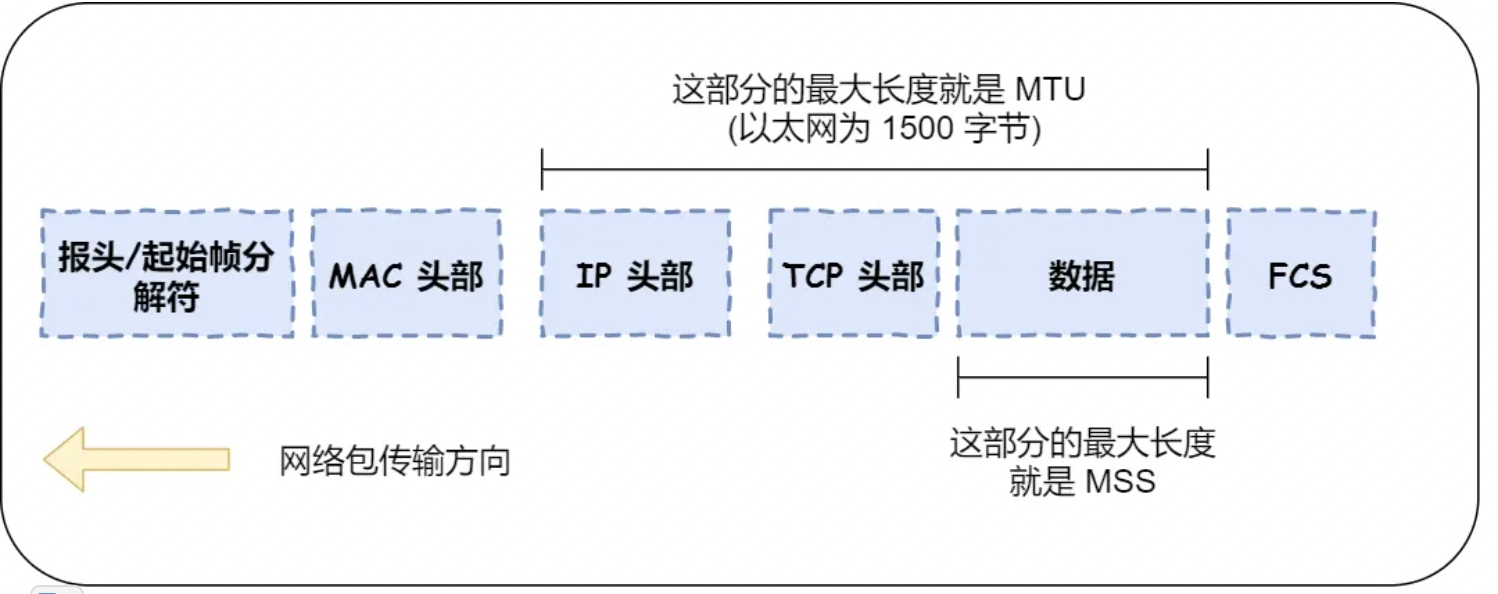 这部分的最大长度就是 MTU
(以太网为 1500 字节)
报头/起始帧分
解符
MAC 头部
IP 头部
TCP 头部
数据
FCS
网络包传输方向
这部分的最大长度
就是 MSS